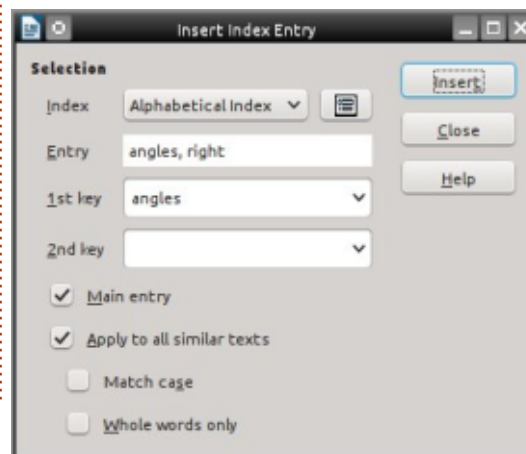 Insert Index Entry
Selection
Index Alphabetical Index
Entry angles, right
1st key angles
2nd key
Main entry
Apply to all similar texts
Match case
Whole words only
Insert
Close
Help